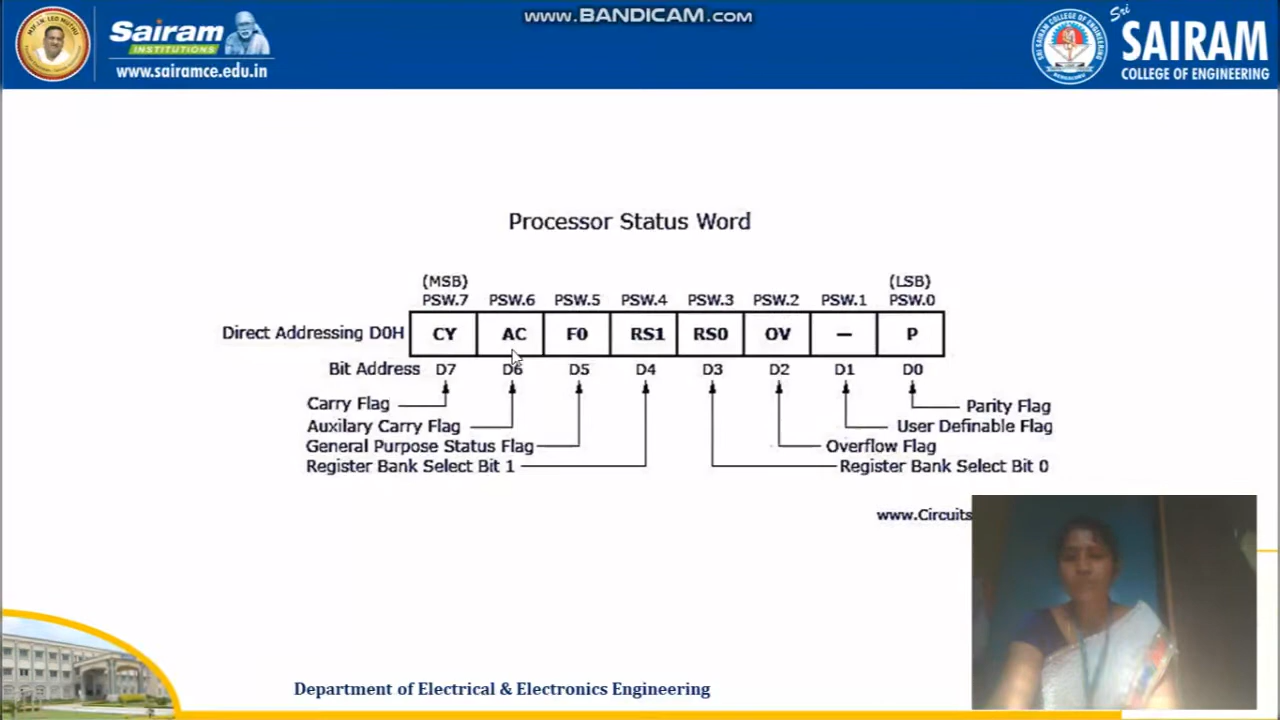 www.BANDICAM.com
Sairam
INSTITUTIONS
www.sairamce.edu.in
Sri
SAIRAM
COLLEGE OF ENGINEERING
Processor Status Word
(MSB) (LSB)
PSW.7 PSW.6 PSW.5 PSW.4 PSW.3 PSW.2 PSW.1 PSW.0
Direct Addressing D0H CY AC F0 RS1 RS0 OV — P
Bit Address D7 D6 D5 D4 D3 D2 D1 D0
Carry Flag Parity Flag
Auxilary Carry Flag User Definable Flag
General Purpose Status Flag Overflow Flag
Register Bank Select Bit 1 Register Bank Select Bit 0
www.Circuits
Department of Electrical & Electronics Engineering